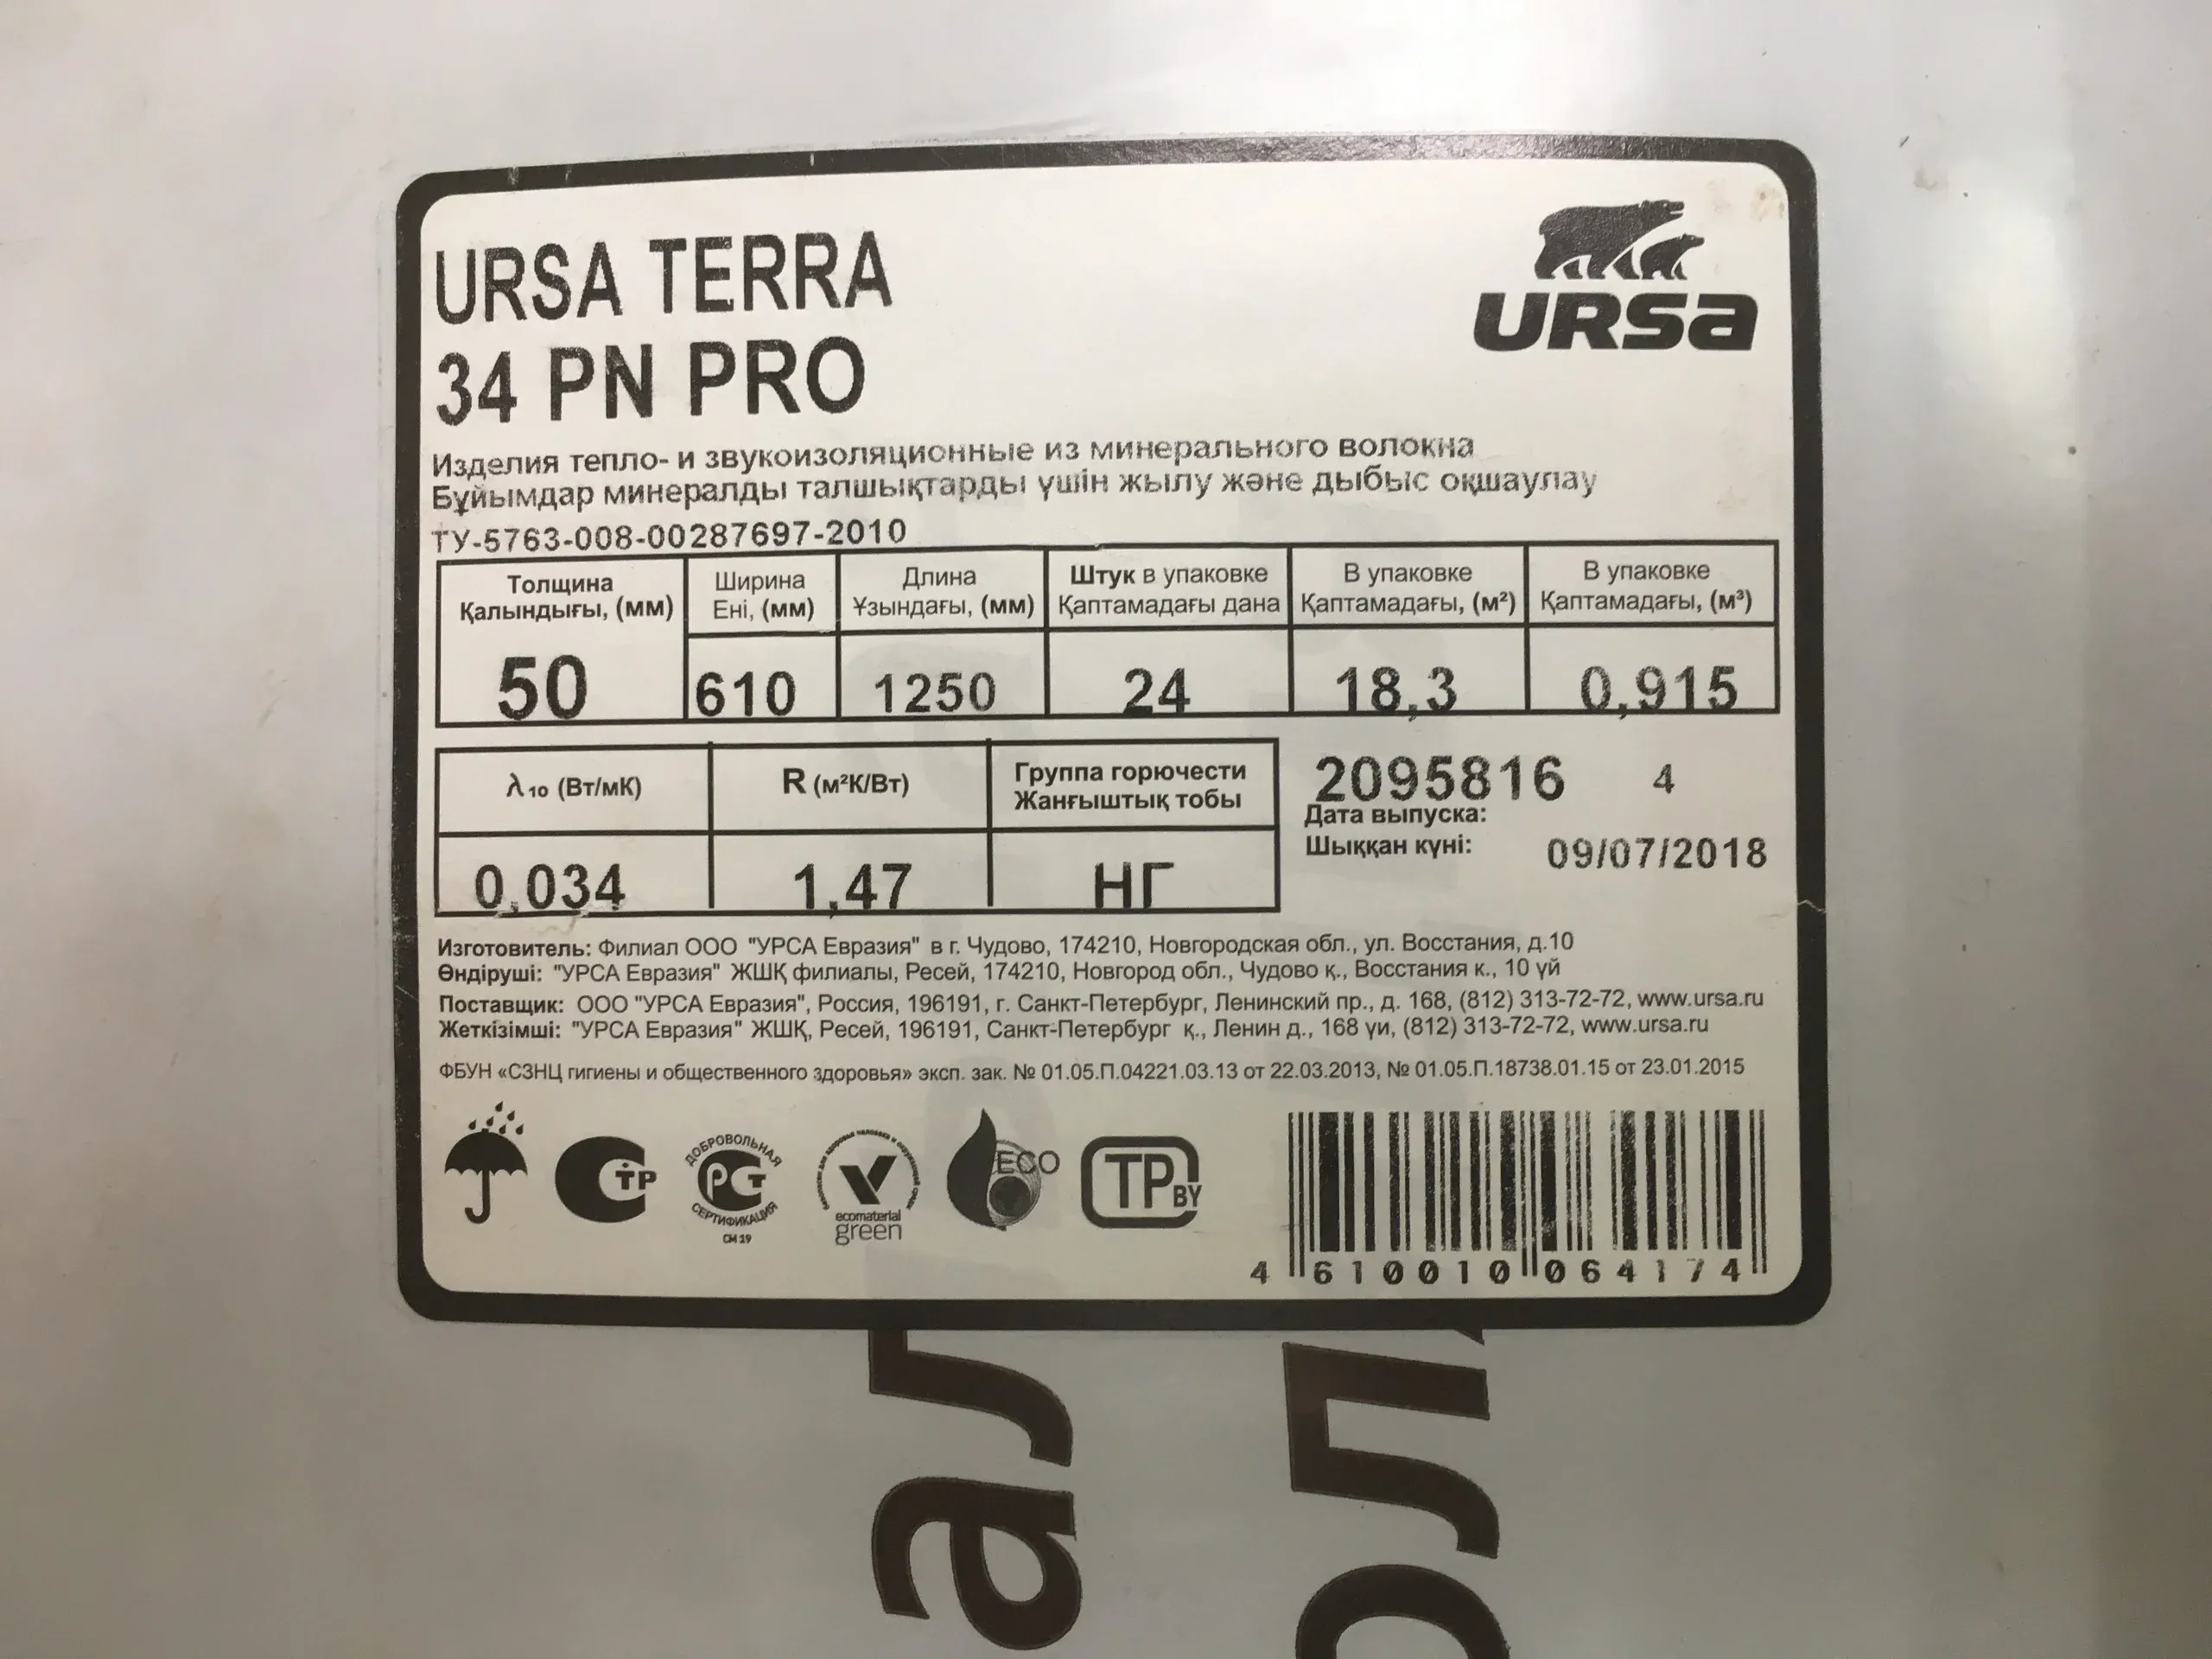 URSA TERRA
34 PN PRO
URSA
Изделия тепло- и звукоизоляционные из минерального волокна
Бұйымдар минералды талшықтарды үшін жылу және дыбыс оқшаулау
ТУ-5763-008-00287697-2010
Толщина Ширина Длина Штук в упаковке В упаковке В упаковке
Қалыңдығы, (мм) Ені, (мм) Ұзындағы, (мм) Қаптамадағы дана Қаптамадағы, (м²) Қаптамадағы, (м³)
50 610 1250 24 18,3 0,915
λ10 (Вт/мК) R (м²К/Вт) Группа горючести
Жанғыштық тобы
0,034 1,47 НГ
2095816 4
Дата выпуска:
Шыққан күні: 09/07/2018
Изготовитель: Филиал ООО "УРСА Евразия" в г. Чудово, 174210, Новгородская обл., ул. Восстания, д.10
Өндіруші: "УРСА Евразия" ЖШҚ филиалы, Ресей, 174210, Новгород обл., Чудово қ., Восстания к., 10 үй
Поставщик: ООО "УРСА Евразия", Россия, 196191, г. Санкт-Петербург, Ленинский пр., д. 168, (812) 313-72-72, www.ursa.ru
Жеткізімші: "УРСА Евразия" ЖШҚ, Ресей, 196191, Санкт-Петербург қ., Ленин д., 168 үи, (812) 313-72-72, www.ursa.ru
ФБУН «СЗНЦ гигиены и общественного здоровья» эксп. зак. № 01.05.П.04221.03.13 от 22.03.2013, № 01.05.П.18738.01.15 от 23.01.2015
ТР
ДОБРОВОЛЬНАЯ
РСТ
СЕРТИФИКАЦИЯ
СМ 19
ecomaterial
green
ECO
TP BY
4 610010 064174
ал
ол